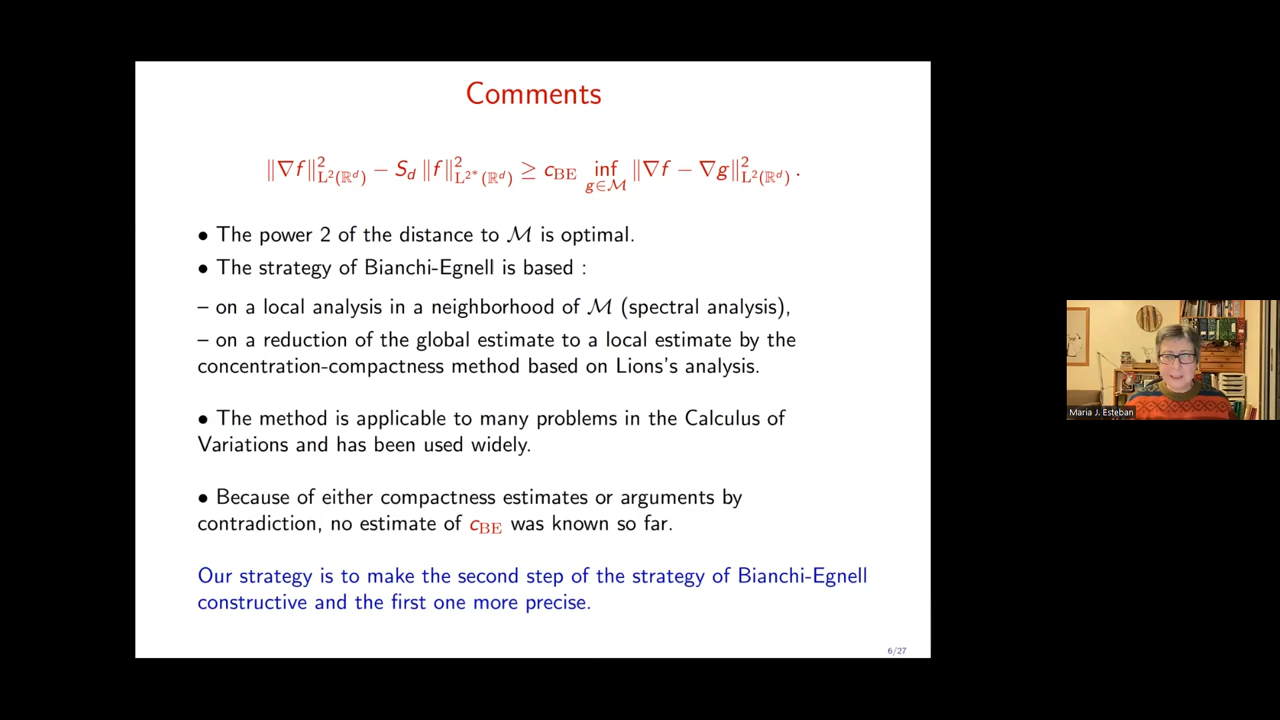 Comments
‖∇f‖²_{L²(ℝ^d)} − S_d ‖f‖²_{L^{2*}(ℝ^d)} ≥ c_BE inf_{g∈ℳ} ‖∇f − ∇g‖²_{L²(ℝ^d)} .
• The power 2 of the distance to ℳ is optimal.
• The strategy of Bianchi-Egnell is based :
– on a local analysis in a neighborhood of ℳ (spectral analysis),
– on a reduction of the global estimate to a local estimate by the
concentration-compactness method based on Lions's analysis.
• The method is applicable to many problems in the Calculus of
Variations and has been used widely.
• Because of either compactness estimates or arguments by
contradiction, no estimate of c_BE was known so far.
Our strategy is to make the second step of the strategy of Bianchi-Egnell
constructive and the first one more precise.
6/27
Maria J. Esteban